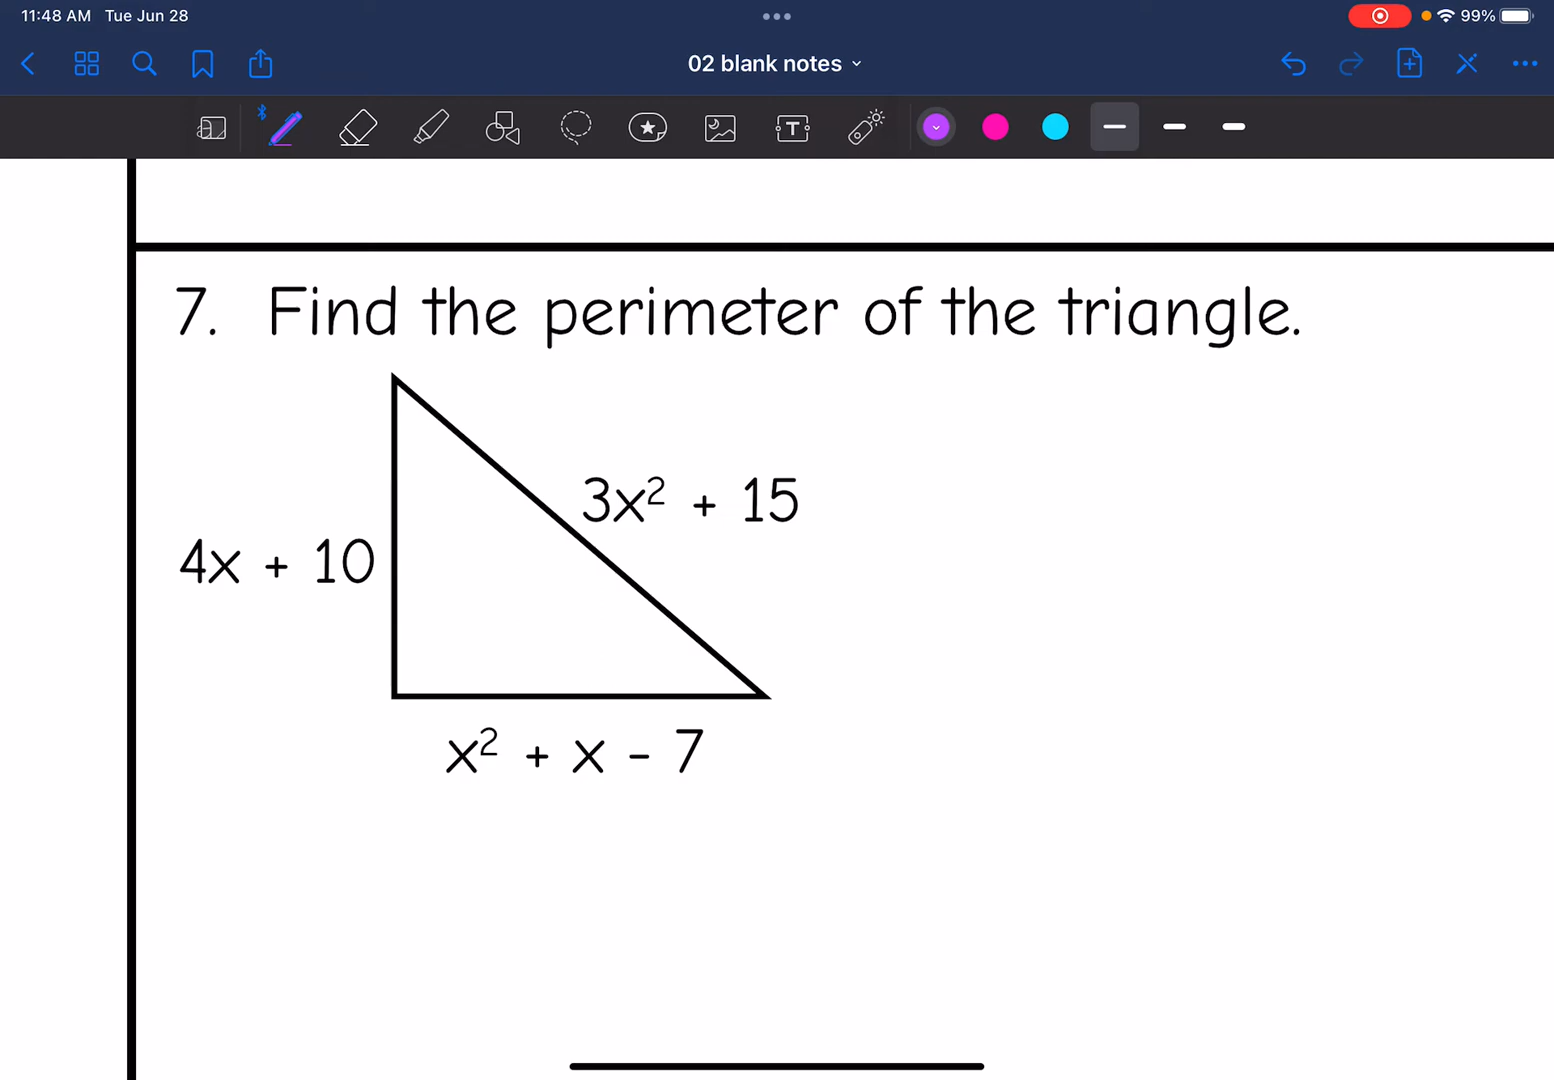 11:48 AM Tue Jun 28
99%
02 blank notes
T
7. Find the perimeter of the triangle.
3x² + 15
4x + 10
x² + x - 7